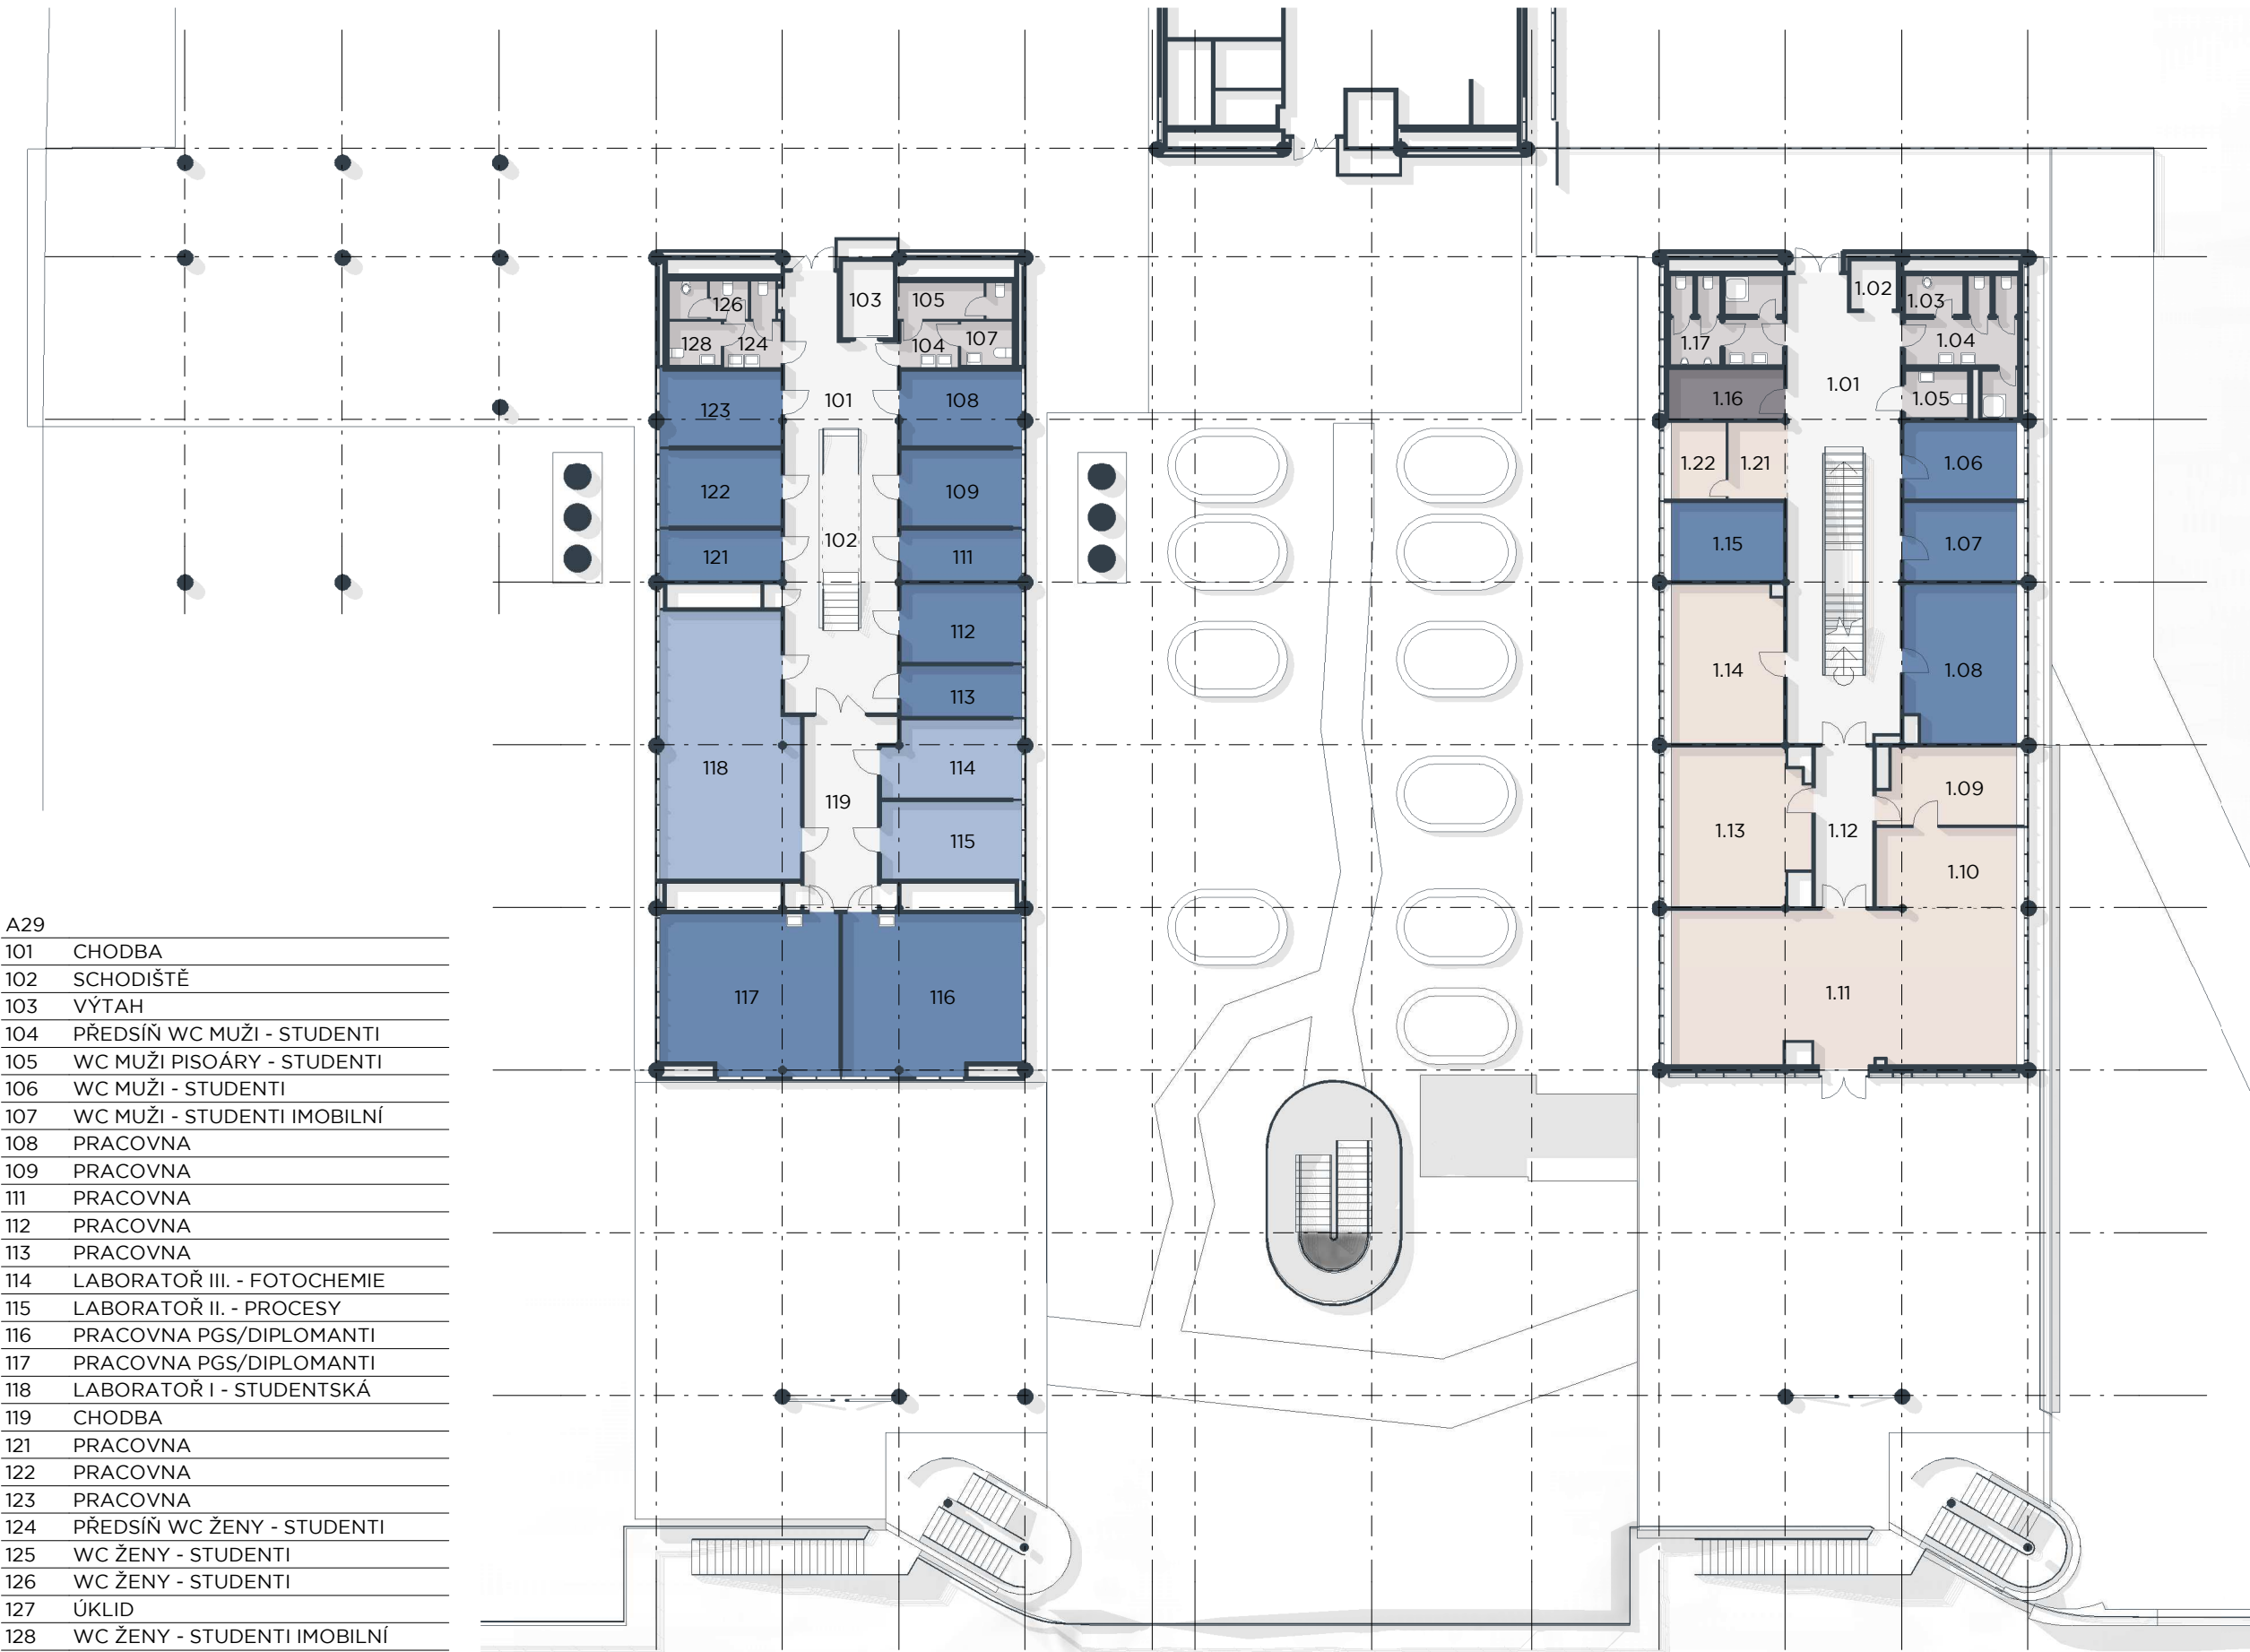 103
105
126
107
128
124
104
123
101
108
122
109
102
121
111
112
113
118
114
119
115
117
116
1.02
1.03
1.17
1.04
1.01
1.16
1.05
1.22
1.21
1.06
1.15
1.07
1.14
1.08
1.09
1.13
1.12
1.10
1.11
A29
101 CHODBA
102 SCHODIŠTĚ
103 VÝTAH
104 PŘEDSÍŇ WC MUŽI - STUDENTI
105 WC MUŽI PISOÁRY - STUDENTI
106 WC MUŽI - STUDENTI
107 WC MUŽI - STUDENTI IMOBILNÍ
108 PRACOVNA
109 PRACOVNA
111 PRACOVNA
112 PRACOVNA
113 PRACOVNA
114 LABORATOŘ III. - FOTOCHEMIE
115 LABORATOŘ II. - PROCESY
116 PRACOVNA PGS/DIPLOMANTI
117 PRACOVNA PGS/DIPLOMANTI
118 LABORATOŘ I - STUDENTSKÁ
119 CHODBA
121 PRACOVNA
122 PRACOVNA
123 PRACOVNA
124 PŘEDSÍŇ WC ŽENY - STUDENTI
125 WC ŽENY - STUDENTI
126 WC ŽENY - STUDENTI
127 ÚKLID
128 WC ŽENY - STUDENTI IMOBILNÍ